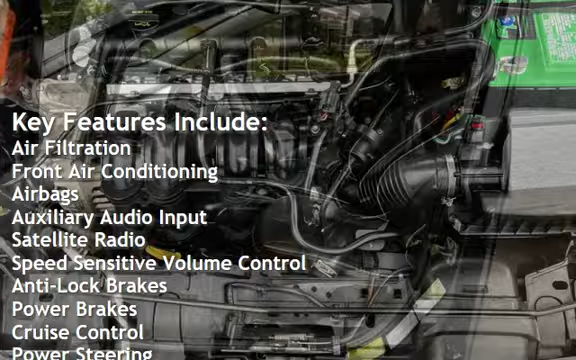 Key Features Include:
Air Filtration
Front Air Conditioning
Airbags
Auxiliary Audio Input
Satellite Radio
Speed Sensitive Volume Control
Anti-Lock Brakes
Power Brakes
Cruise Control
Power Steering